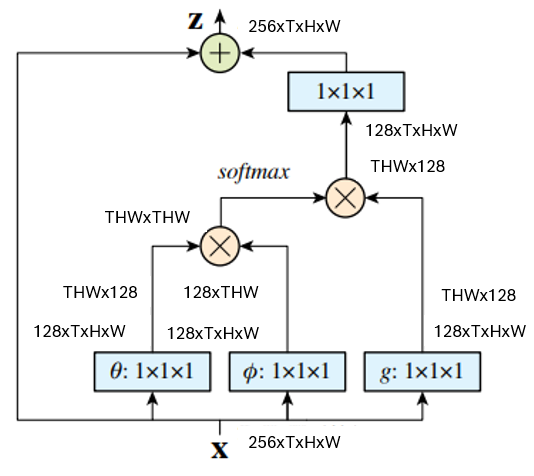 z
256xTxHxW
+
1×1×1
128xTxHxW
THWx128
softmax
×
THWxTHW
×
THWx128
128xTHW
THWx128
128xTxHxW
128xTxHxW
128xTxHxW
θ: 1×1×1
ϕ: 1×1×1
g: 1×1×1
x
256xTxHxW